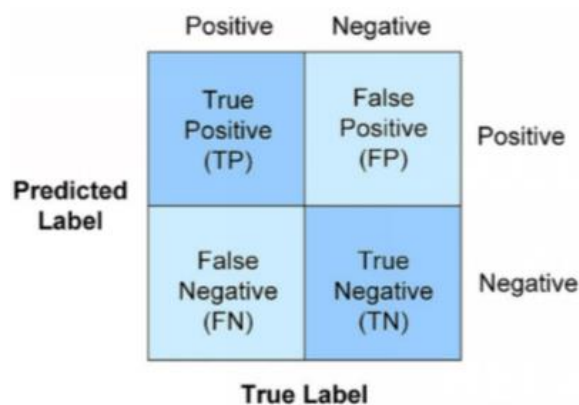 Positive Negative
True
Positive
(TP)
False
Positive
(FP)
Positive
Predicted
Label
False
Negative
(FN)
True
Negative
(TN)
Negative
True Label